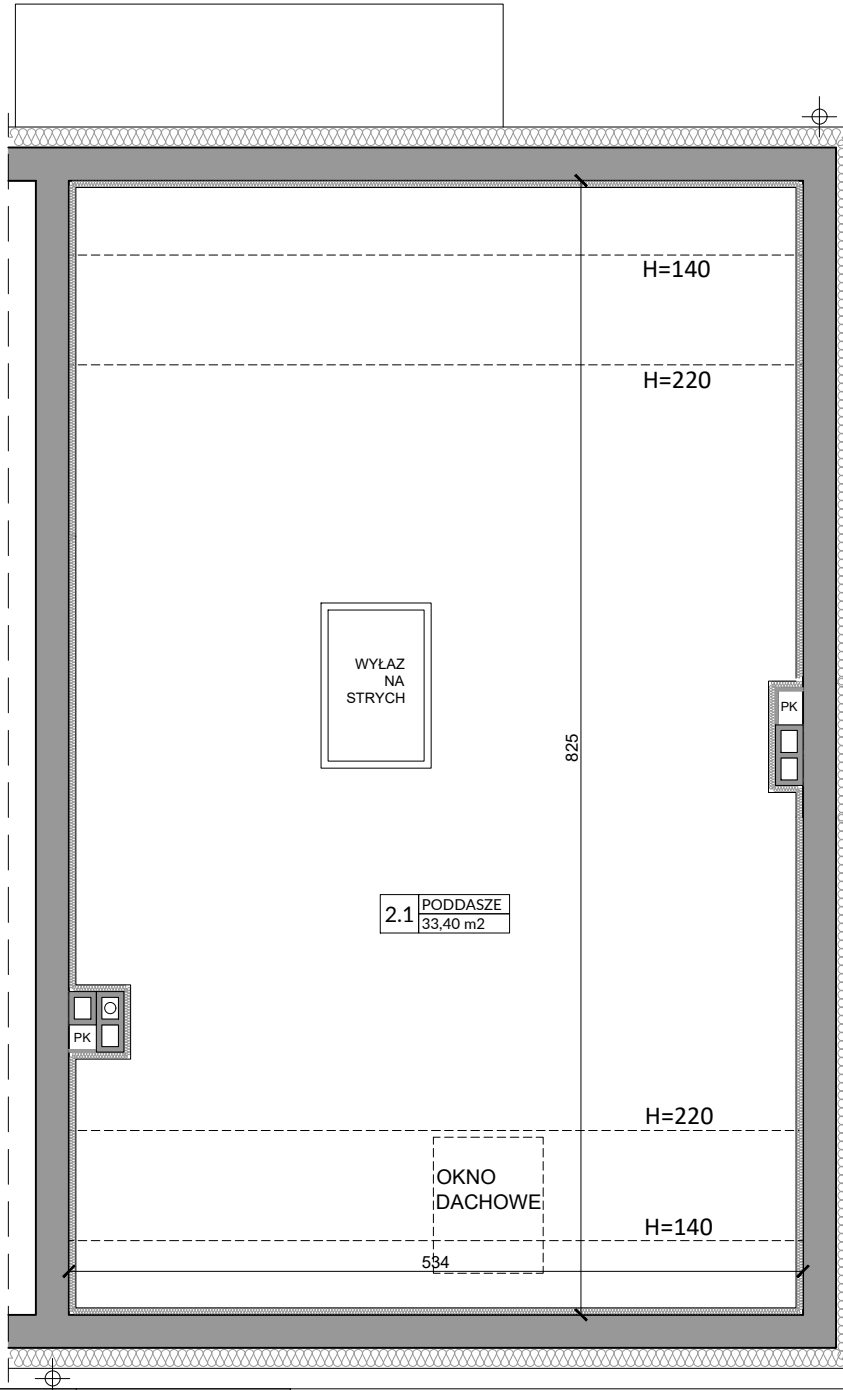 H=140
H=220
WYŁAZ
NA
STRYCH
PK
825
2.1
PODDASZE
33,40 m2
PK
H=220
OKNO
DACHOWE
H=140
534